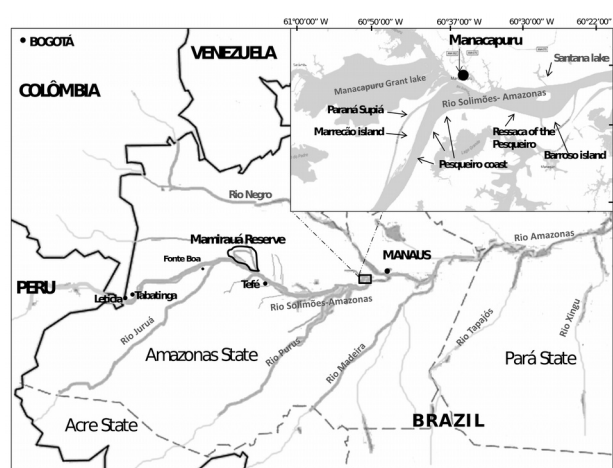 61°00'00" W
60°55'00" W
60°37'00" W
60°30'00" W
60°22'00"
BOGOTÁ
VENEZUELA
COLÔMBIA
Manacapuru
Santana lake
Manacapuru Grant lake
Rio Solimões- Amazonas
Paraná Supiá
Marrecão island
Ressaca of the
Pesqueiro
Pesqueiro coast
Barroso island
Rio Negro
Rio Amazonas
Mamirauá Reserve
MANAUS
Fonte Boa
PERU
Leticia
Tabatinga
Tefé
Rio Solimões-Amazonas
Rio Juruá
Rio Purus
Rio Madeira
Rio Tapajós
Rio Xingu
Amazonas State
Pará State
Acre State
BRAZIL